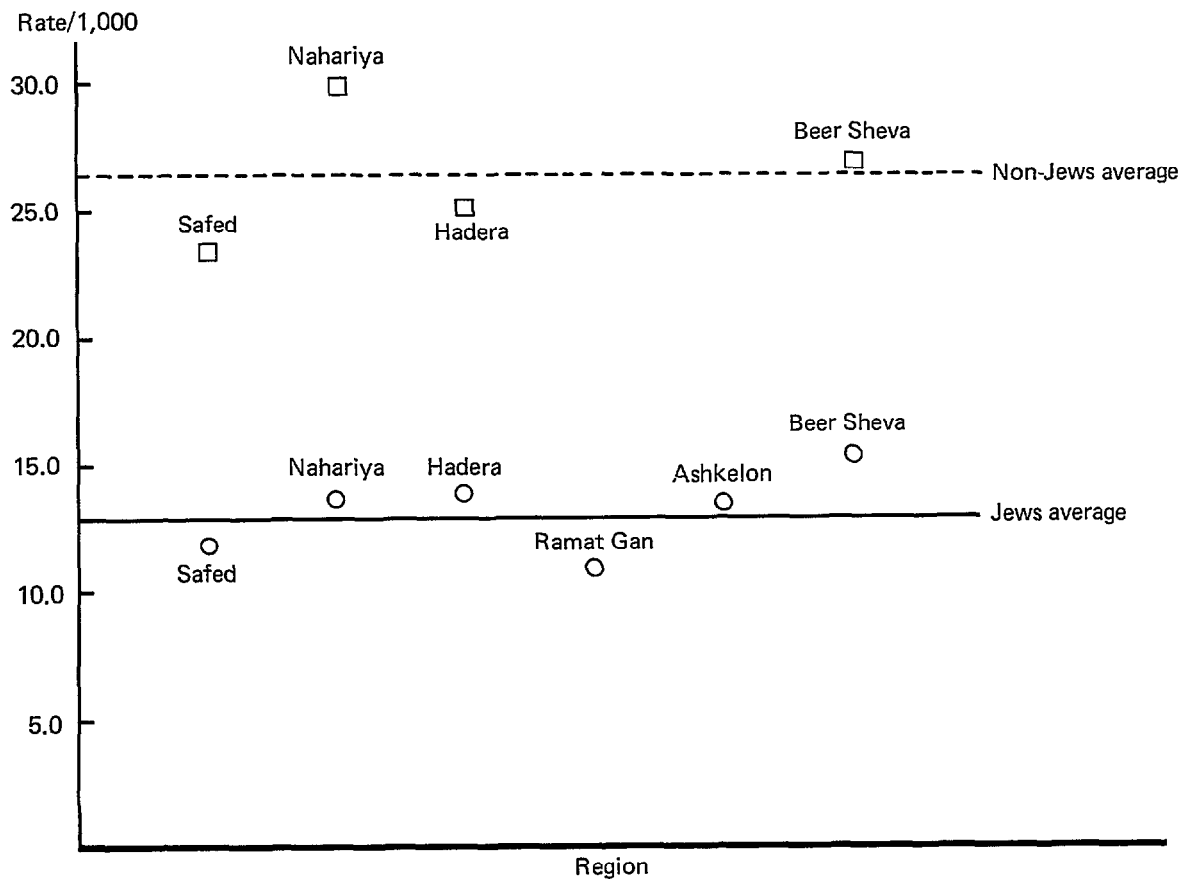 Rate/1,000
Nahariya
30.0
Beer Sheva
Non-Jews average
25.0
Safed
Hadera
20.0
Beer Sheva
15.0
Nahariya
Hadera
Ashkelon
Jews average
Ramat Gan
Safed
10.0
5.0
Region